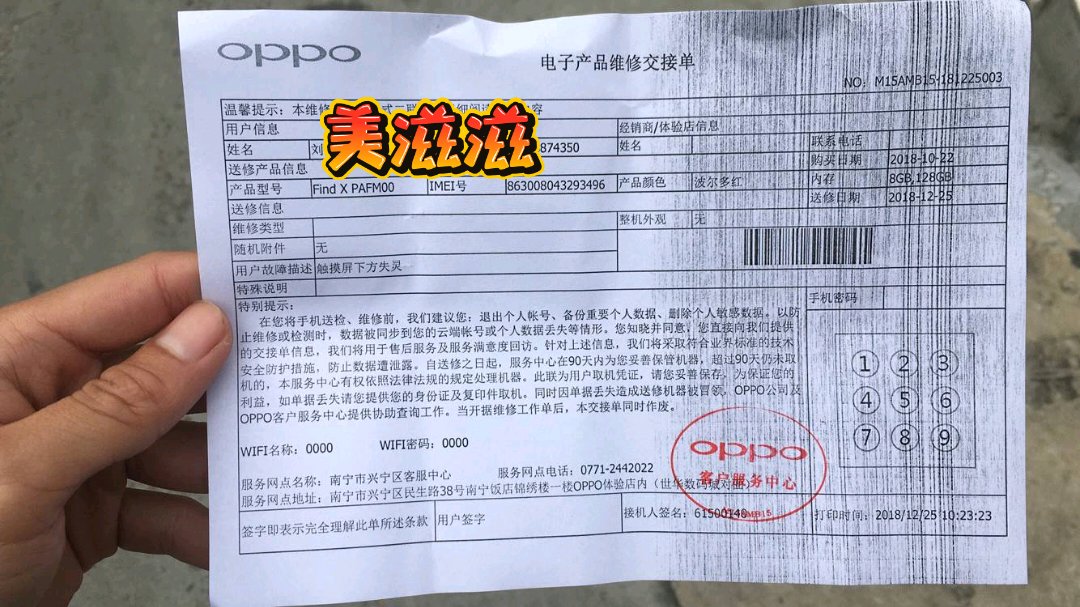 oppo
电子产品维修交接单
NO: M15AMB15-181225003
温馨提示：本维修 式二联
美滋滋
用户信息 经销商/体验店信息
姓名 刘 874350 姓名 联系电话
送修产品信息 购买日期 2018-10-22
产品型号 Find X PAFM00 IMEI号 863008043293496 产品颜色 波尔多红 内存 8GB,128GB
送修信息 送修日期 2018-12-25
维修类型 整机外观 无
随机附件 无
用户故障描述 触摸屏下方失灵
特殊说明
特别提示： 手机密码
在您将手机送检、维修前，我们建议您：退出个人帐号、备份重要个人数据、删除个人敏感数据。以防
止维修或检测时，数据被同步到您的云端帐号或个人数据丢失等情形。您知晓并同意，您直接向我们提供
的交接单信息，我们将用于售后服务及服务满意度回访。针对上述信息，我们将采取符合业界标准的技术
安全防护措施，防止数据遭泄露。自送修之日起，服务中心在90天内为您妥善保管机器，超过90天仍未取
机的，本服务中心有权依照法律法规的规定处理机器。此联为用户取机凭证，请您妥善保存，为保证您的
利益，如单据丢失请您提供您的身份证及复印件取机。同时因单据丢失造成送修机器被冒领，OPPO公司及
OPPO客户服务中心提供协助查询工作。当开据维修工作单后，本交接单同时作废。
① ② ③
④ ⑤ ⑥
⑦ ⑧ ⑨
WIFI名称： 0000 WIFI密码： 0000
oppo
客户服务中心
服务网点名称：南宁市兴宁区客服中心 服务网点电话：0771-2442022
服务网点地址：南宁市兴宁区民生路38号南宁饭店锦绣楼一楼OPPO体验店内（世华数码城对面）
签字即表示完全理解此单所述条款 用户签字 接机人签名：61500146 打印时间：2018/12/25 10:23:23